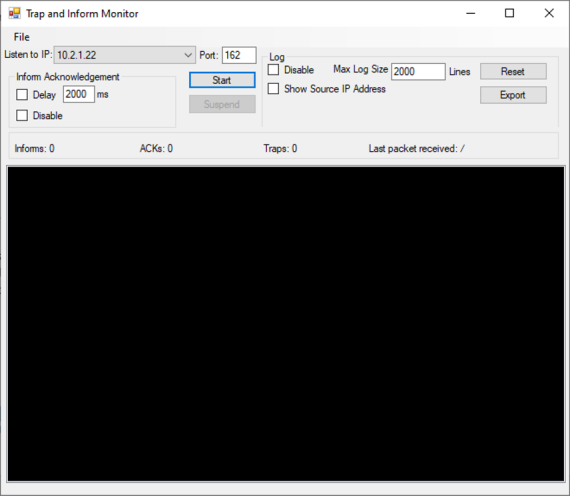 Trap and Inform Monitor
File
Listen to IP: 10.2.1.22 Port: 162
Inform Acknowledgement
Delay 2000 ms
Disable
Start
Suspend
Log
Disable Max Log Size 2000 Lines Reset
Show Source IP Address Export
Informs: 0 ACKs: 0 Traps: 0 Last packet received: /